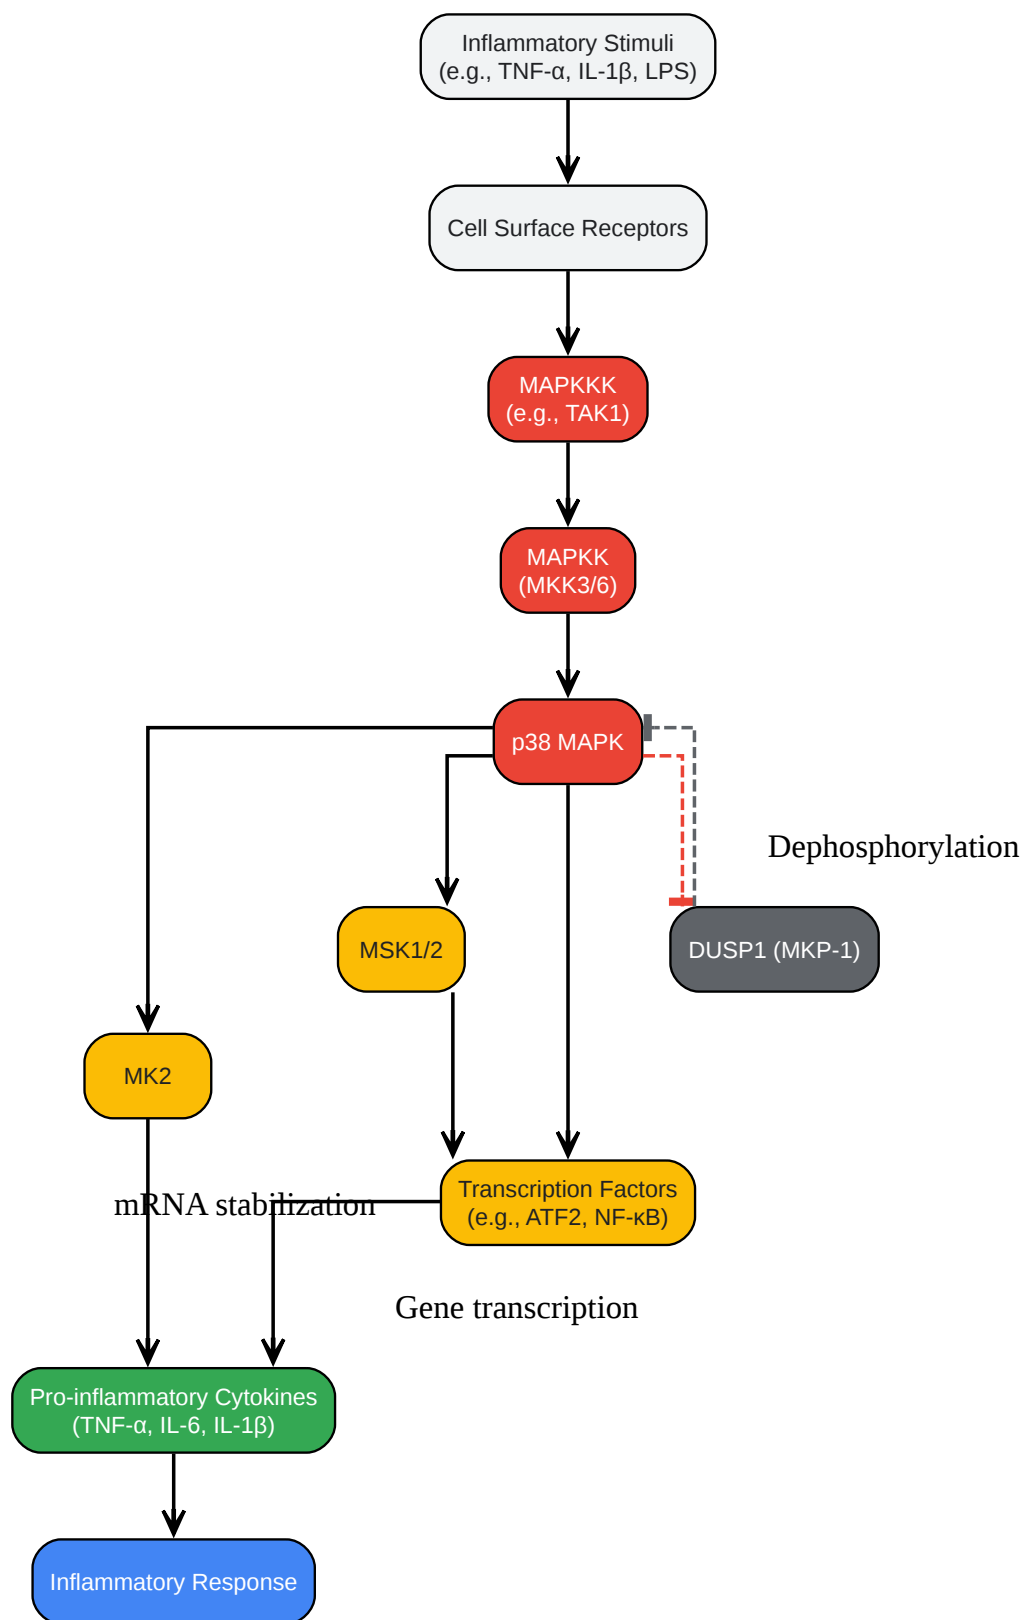 Inflammatory Stimuli
(e.g., TNF-α, IL-1β, LPS)
Cell Surface Receptors
MAPKKK
(e.g., TAK1)
MAPKK
(MKK3/6)
p38 MAPK
Dephosphorylation
MSK1/2
DUSP1 (MKP-1)
MK2
mRNA stabilization
Transcription Factors
(e.g., ATF2, NF-κB)
Gene transcription
Pro-inflammatory Cytokines
(TNF-α, IL-6, IL-1β)
Inflammatory Response